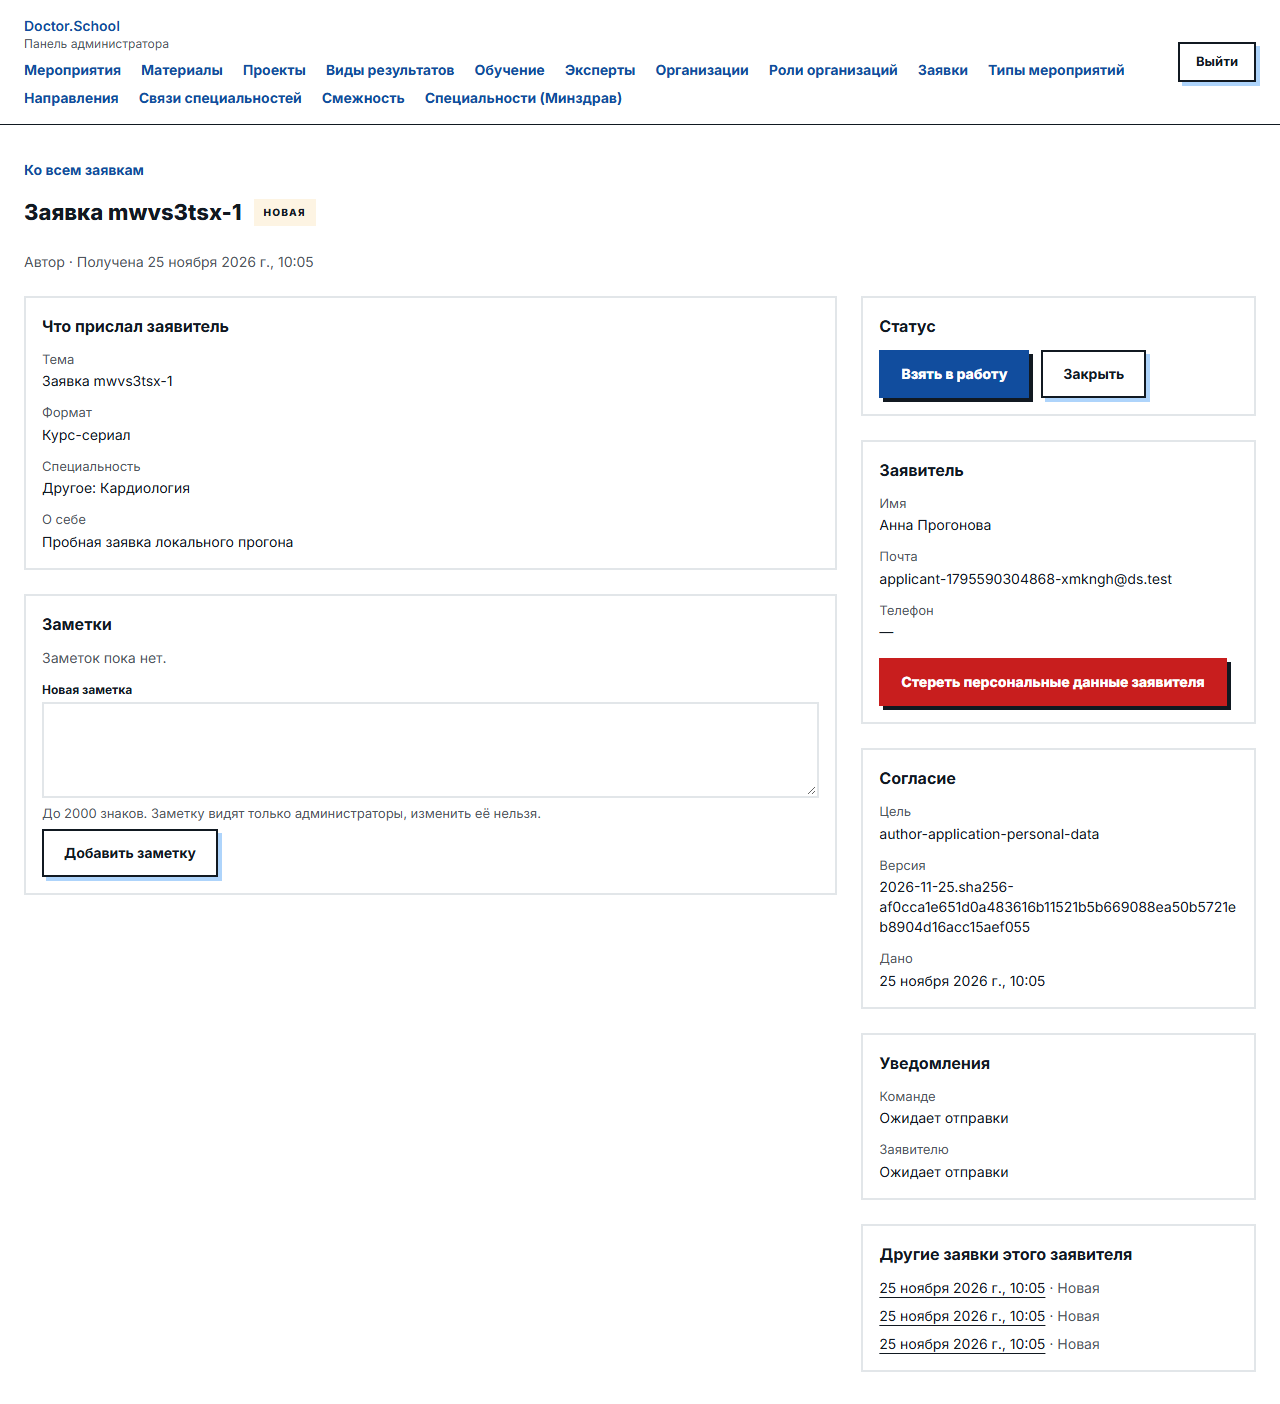 Doctor.School
Панель администратора
Мероприятия Материалы Проекты Виды результатов Обучение Эксперты Организации Роли организаций Заявки Типы мероприятий
Направления Связи специальностей Смежность Специальности (Минздрав)
Выйти
Ко всем заявкам
Заявка mwvs3tsx-1 НОВАЯ
Автор · Получена 25 ноября 2026 г., 10:05
Что прислал заявитель
Тема
Заявка mwvs3tsx-1
Формат
Курс-сериал
Специальность
Другое: Кардиология
О себе
Пробная заявка локального прогона
Заметки
Заметок пока нет.
Новая заметка
До 2000 знаков. Заметку видят только администраторы, изменить её нельзя.
Добавить заметку
Статус
Взять в работу Закрыть
Заявитель
Имя
Анна Прогонова
Почта
applicant-1795590304868-xmkngh@ds.test
Телефон
—
Стереть персональные данные заявителя
Согласие
Цель
author-application-personal-data
Версия
2026-11-25.sha256-
af0cca1e651d0a483616b11521b5b669088ea50b5721e
b8904d16acc15aef055
Дано
25 ноября 2026 г., 10:05
Уведомления
Команде
Ожидает отправки
Заявителю
Ожидает отправки
Другие заявки этого заявителя
25 ноября 2026 г., 10:05 · Новая
25 ноября 2026 г., 10:05 · Новая
25 ноября 2026 г., 10:05 · Новая